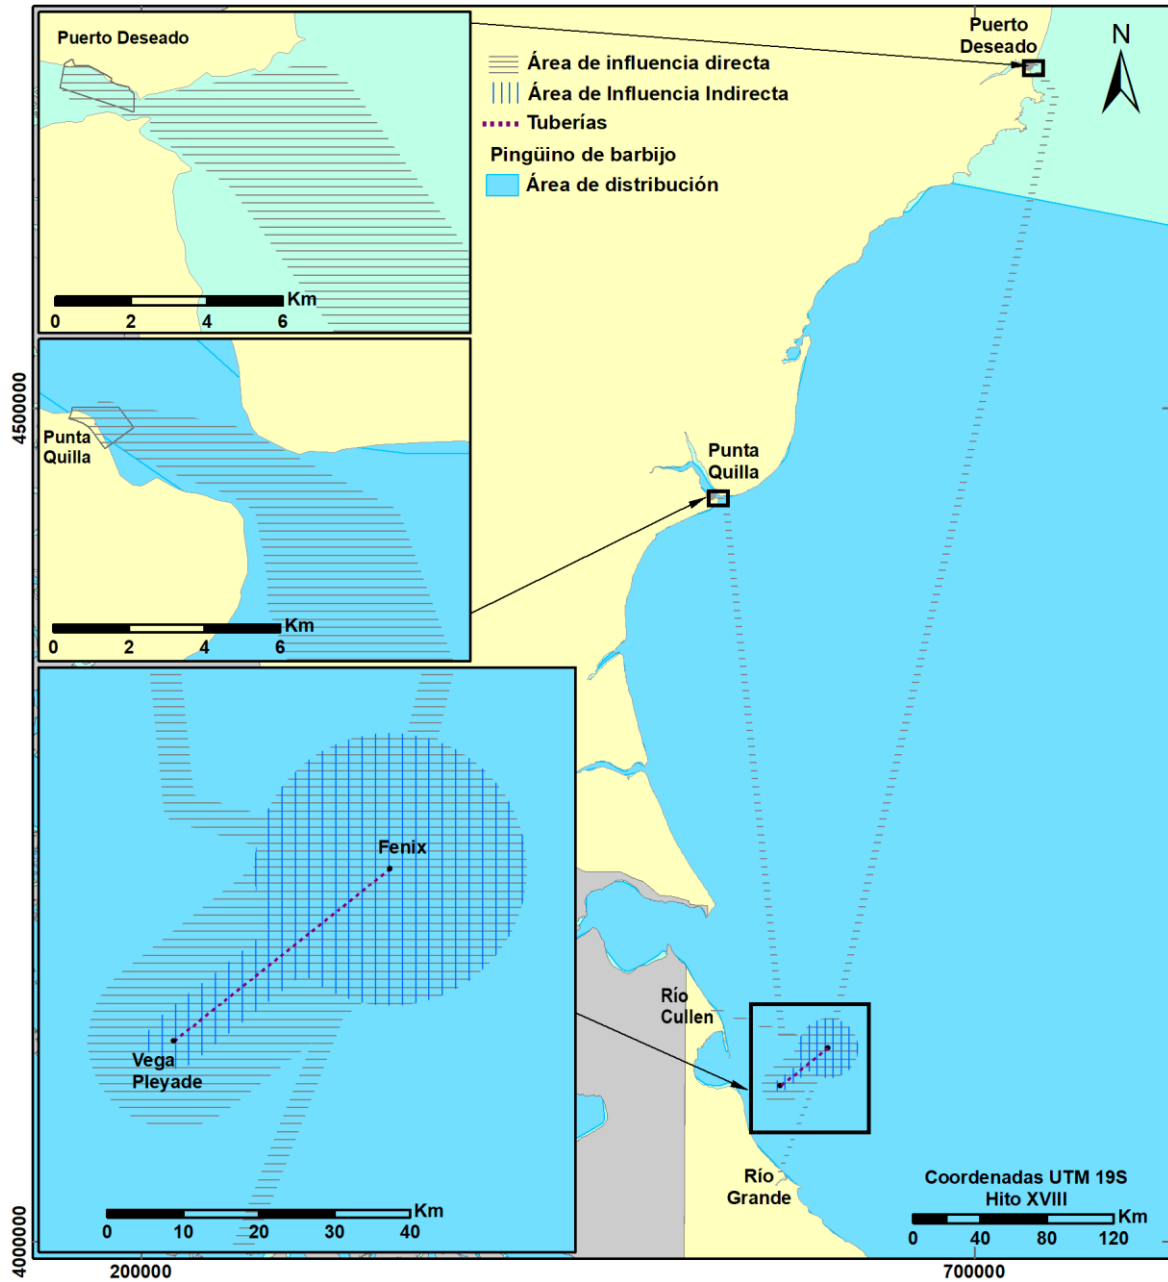 Puerto Deseado
0 2 4 6 Km
Punta
Quilla
0 2 4 6 Km
Fenix
Vega
Pleyade
0 10 20 30 40 Km
Área de influencia directa
Área de Influencia Indirecta
Tuberías
Pingüino de barbijo
Área de distribución
Puerto
Deseado
N
Punta
Quilla
Río
Cullen
Río
Grande
Coordenadas UTM 19S
Hito XVIII
0 40 80 120 Km
4500000
4000000
200000
700000